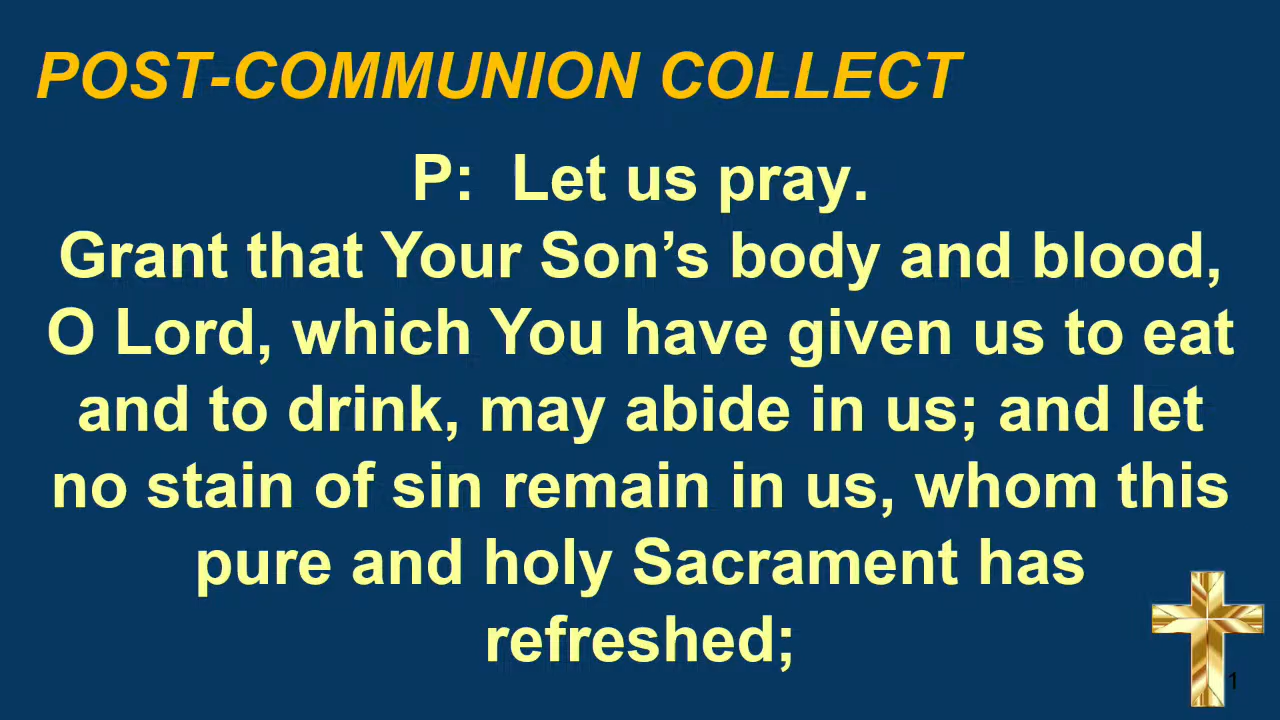 POST-COMMUNION COLLECT
P:  Let us pray.
Grant that Your Son’s body and blood,
O Lord, which You have given us to eat
and to drink, may abide in us; and let
no stain of sin remain in us, whom this
pure and holy Sacrament has
refreshed;
1